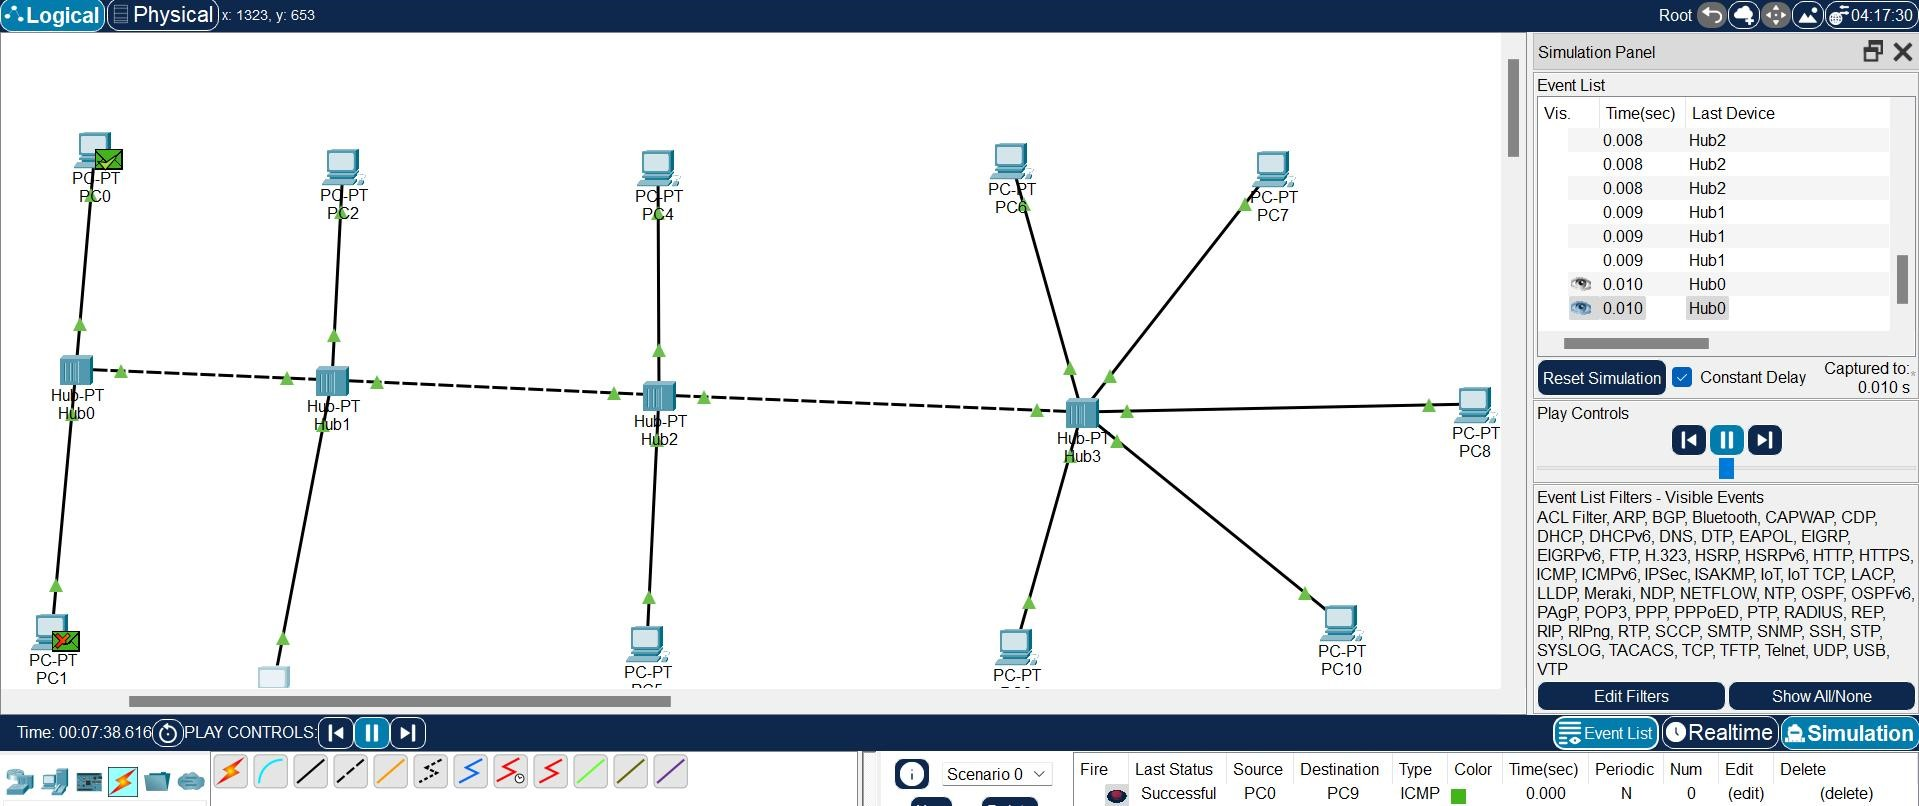 Logical Physical x: 1323, y: 653 Root 04:17:30
PC-PT
PC0
PC-PT
PC2
PC-PT
PC4
PC-PT
PC6
PC-PT
PC7
Hub-PT
Hub0
Hub-PT
Hub1
Hub-PT
Hub2
Hub-PT
Hub3
PC-PT
PC8
PC-PT
PC1
PC-PT
PC5
PC-PT
PC-PT
PC10
Simulation Panel
Event List
Vis. Time(sec) Last Device
0.008 Hub2
0.008 Hub2
0.008 Hub2
0.009 Hub1
0.009 Hub1
0.009 Hub1
0.010 Hub0
0.010 Hub0
Reset Simulation Constant Delay Captured to:*
0.010 s
Play Controls
Event List Filters - Visible Events
ACL Filter, ARP, BGP, Bluetooth, CAPWAP, CDP,
DHCP, DHCPv6, DNS, DTP, EAPOL, EIGRP,
EIGRPv6, FTP, H.323, HSRP, HSRPv6, HTTP, HTTPS,
ICMP, ICMPv6, IPSec, ISAKMP, IoT, IoT TCP, LACP,
LLDP, Meraki, NDP, NETFLOW, NTP, OSPF, OSPFv6,
PAgP, POP3, PPP, PPPoED, PTP, RADIUS, REP,
RIP, RIPng, RTP, SCCP, SMTP, SNMP, SSH, STP,
SYSLOG, TACACS, TCP, TFTP, Telnet, UDP, USB,
VTP
Edit Filters Show All/None
Time: 00:07:38.616 PLAY CONTROLS: Event List Realtime Simulation
Scenario 0
Fire Last Status Source Destination Type Color Time(sec) Periodic Num Edit Delete
Successful PC0 PC9 ICMP 0.000 N 0 (edit) (delete)